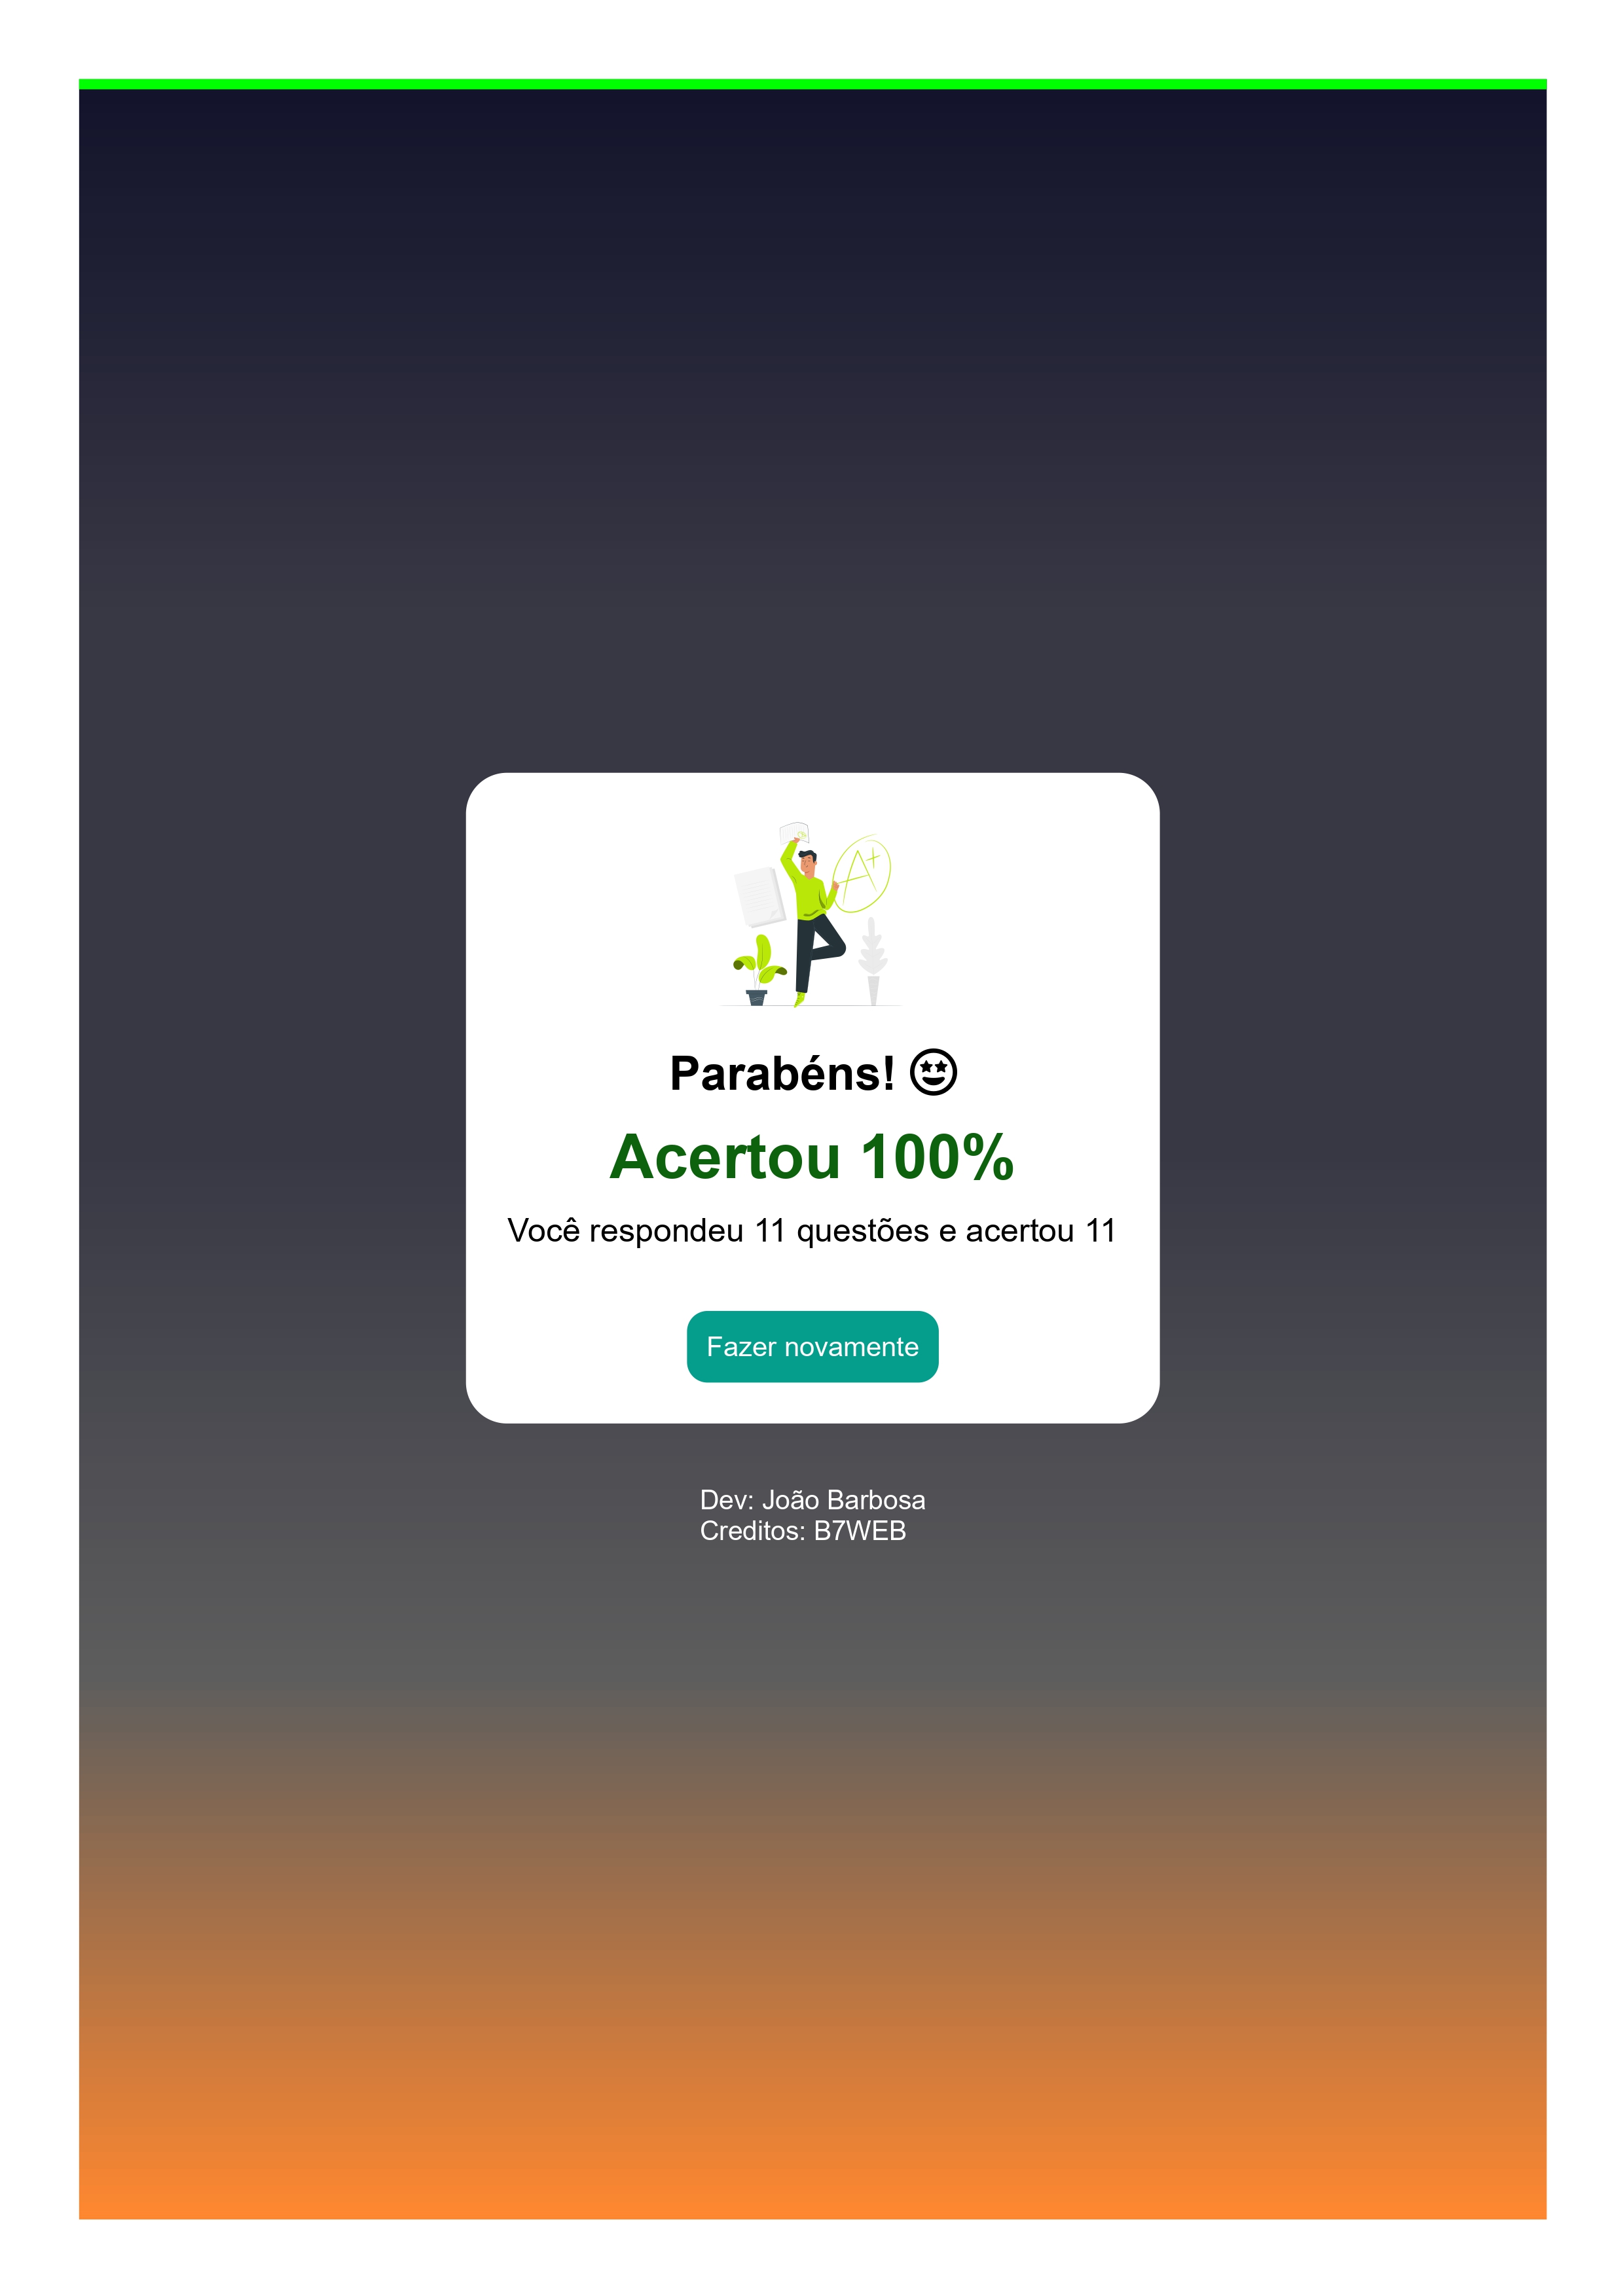 A+
Parabéns!
Acertou 100%
Você respondeu 11 questões e acertou 11
Fazer novamente
Dev: João Barbosa
Creditos: B7WEB